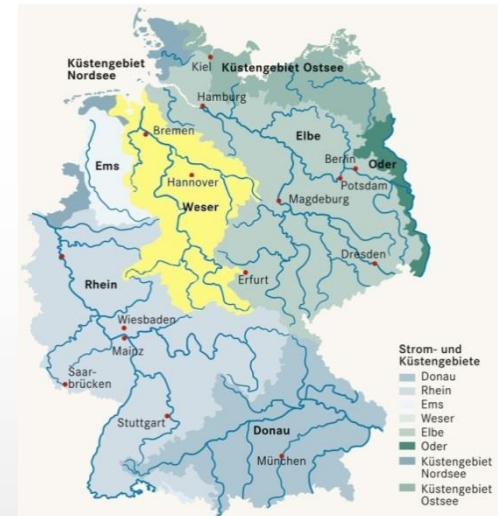 Küstengebiet
Nordsee
Kiel
Küstengebiet Ostsee
Hamburg
Bremen
Elbe
Ems
Berlin
Oder
Hannover
Potsdam
Weser
Magdeburg
Dresden
Erfurt
Rhein
Wiesbaden
Mainz
Saar-
brücken
Stuttgart
Donau
München
Strom- und
Küstengebiete
Donau
Rhein
Ems
Weser
Elbe
Oder
Küstengebiet
Nordsee
Küstengebiet
Ostsee